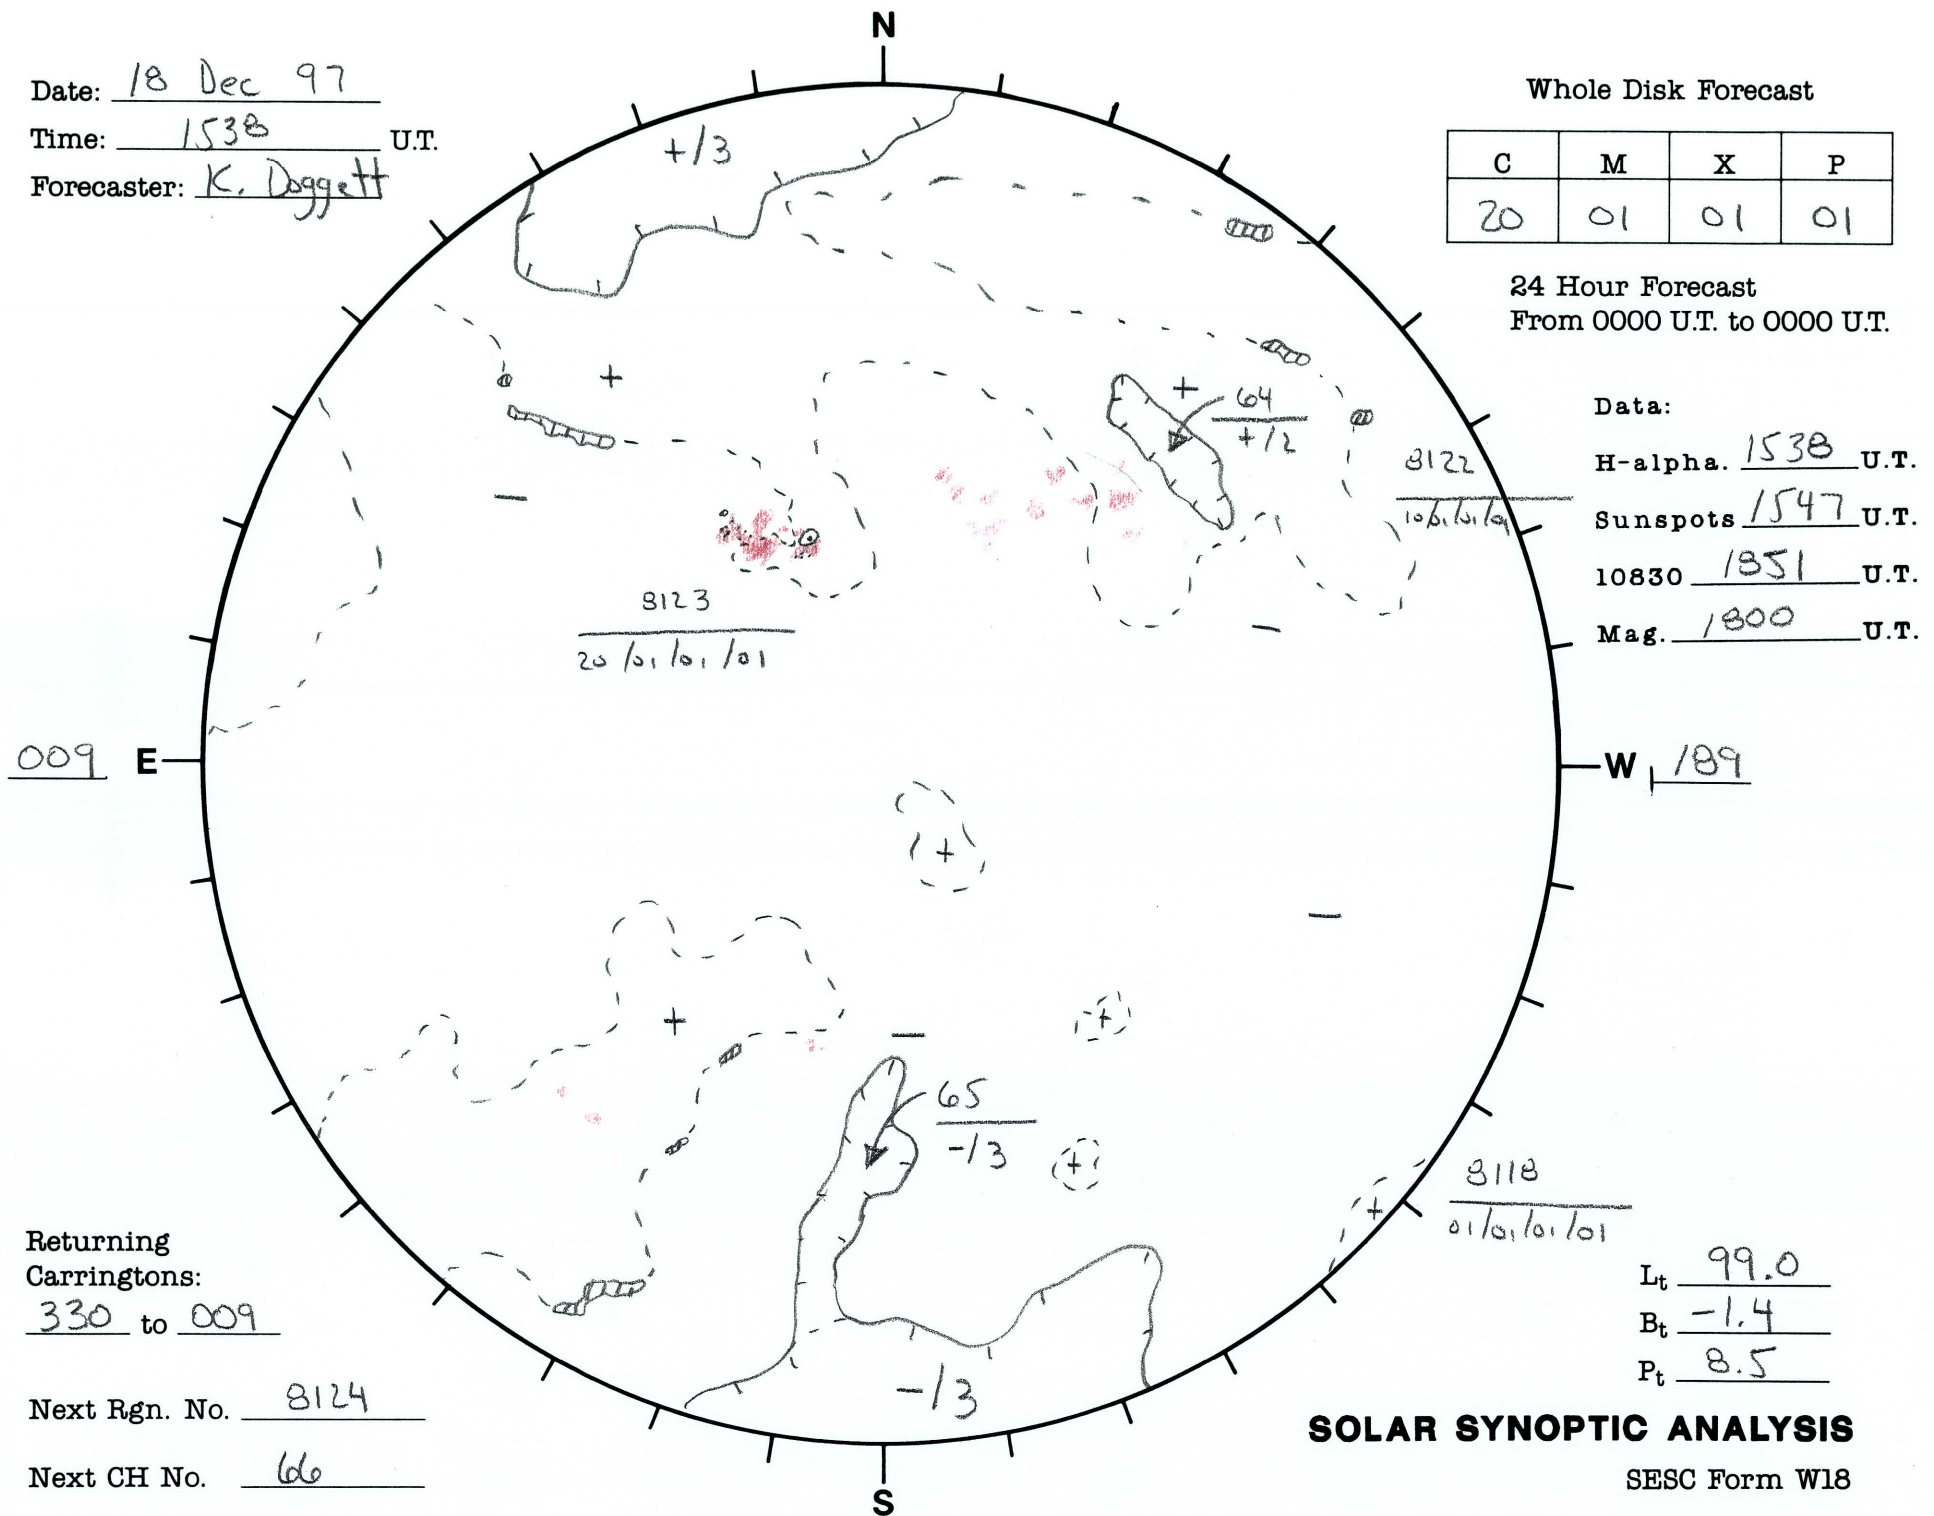 N
Date: 18 Dec 97
Time: 1538 U.T.
Forecaster: K. Doggett
Whole Disk Forecast
C M X P
20 01 01 01
24 Hour Forecast
From 0000 U.T. to 0000 U.T.
Data:
H-alpha. 1538 U.T.
Sunspots 1547 U.T.
10830 1851 U.T.
Mag. 1800 U.T.
+/3
+
+
64
+/2
8122
10/01/01/01
−
8123
20/01/01/01
−
009 E
W 189
+
−
+
−
+
65
-/3
+
8118
01/01/01/01
+
-/3
Returning
Carringtons:
330 to 009
Next Rgn. No. 8124
Next CH No. 66
Lt 99.0
Bt -1.4
Pt 8.5
SOLAR SYNOPTIC ANALYSIS
SESC Form W18
S